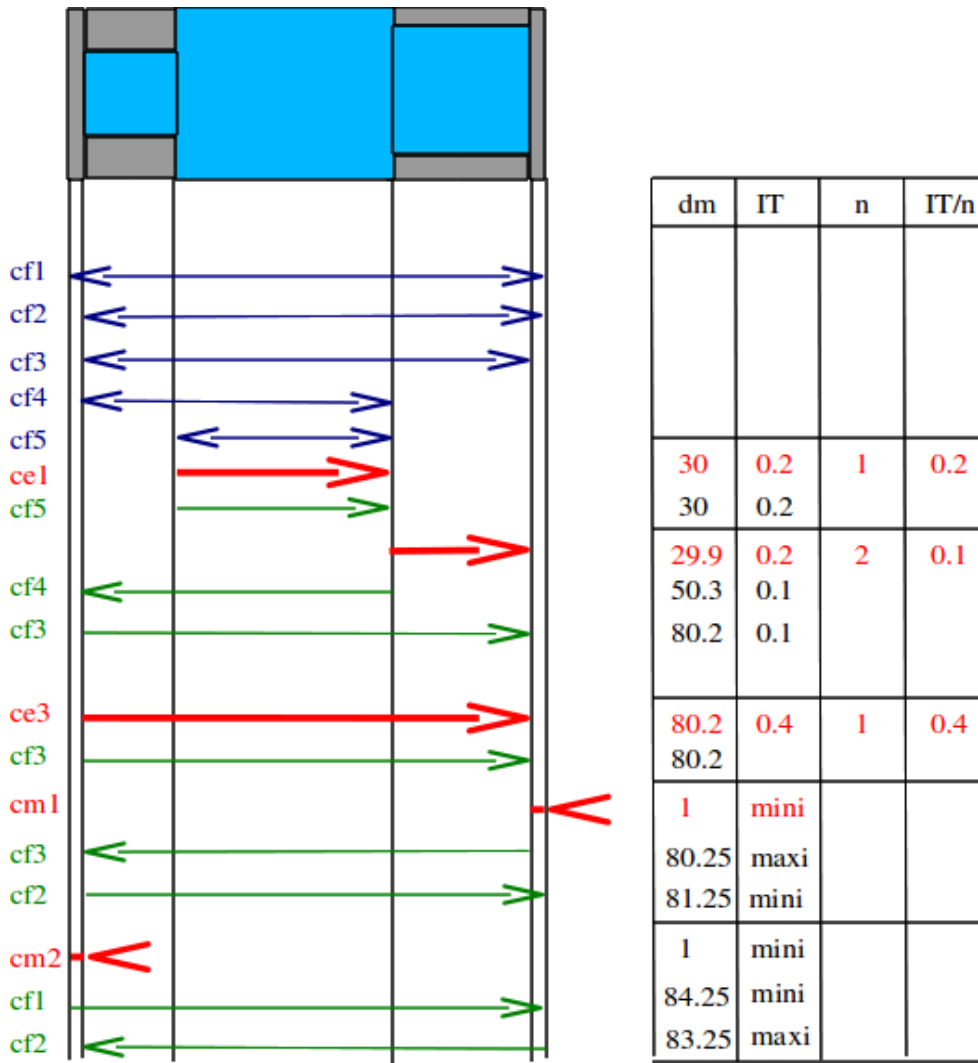 dm IT n IT/n
cf1
cf2
cf3
cf4
cf5
ce1 30 0.2 1 0.2
cf5 30 0.2
29.9 0.2 2 0.1
cf4 50.3 0.1
cf3 80.2 0.1
ce3 80.2 0.4 1 0.4
cf3 80.2
cm1 1 mini
cf3 80.25 maxi
cf2 81.25 mini
cm2 1 mini
cf1 84.25 mini
cf2 83.25 maxi